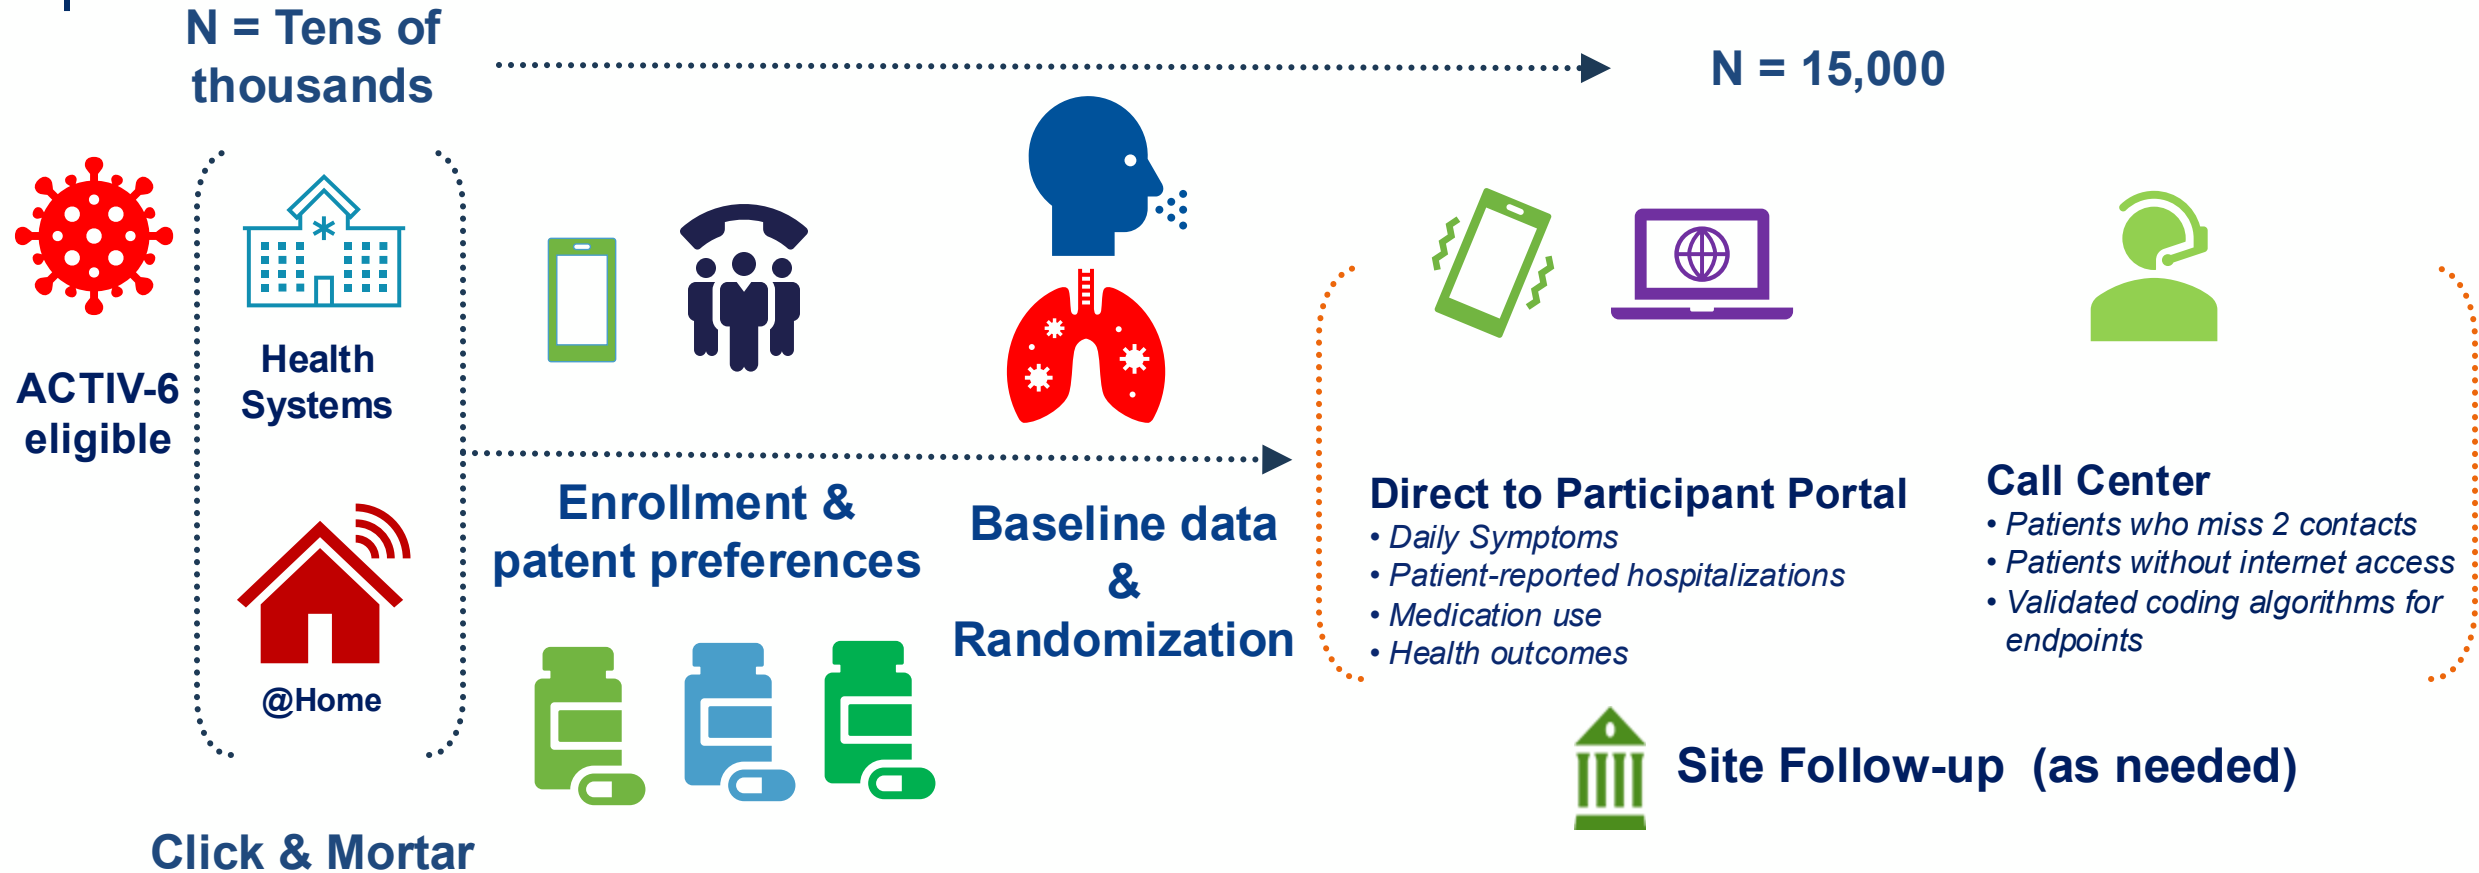 N = Tens of
thousands
N = 15,000
ACTIV-6
eligible
Health
Systems
@Home
Click & Mortar
Enrollment &
patent preferences
Baseline data
&
Randomization
Direct to Participant Portal
• Daily Symptoms
• Patient-reported hospitalizations
• Medication use
• Health outcomes
Call Center
• Patients who miss 2 contacts
• Patients without internet access
• Validated coding algorithms for
endpoints
Site Follow-up (as needed)